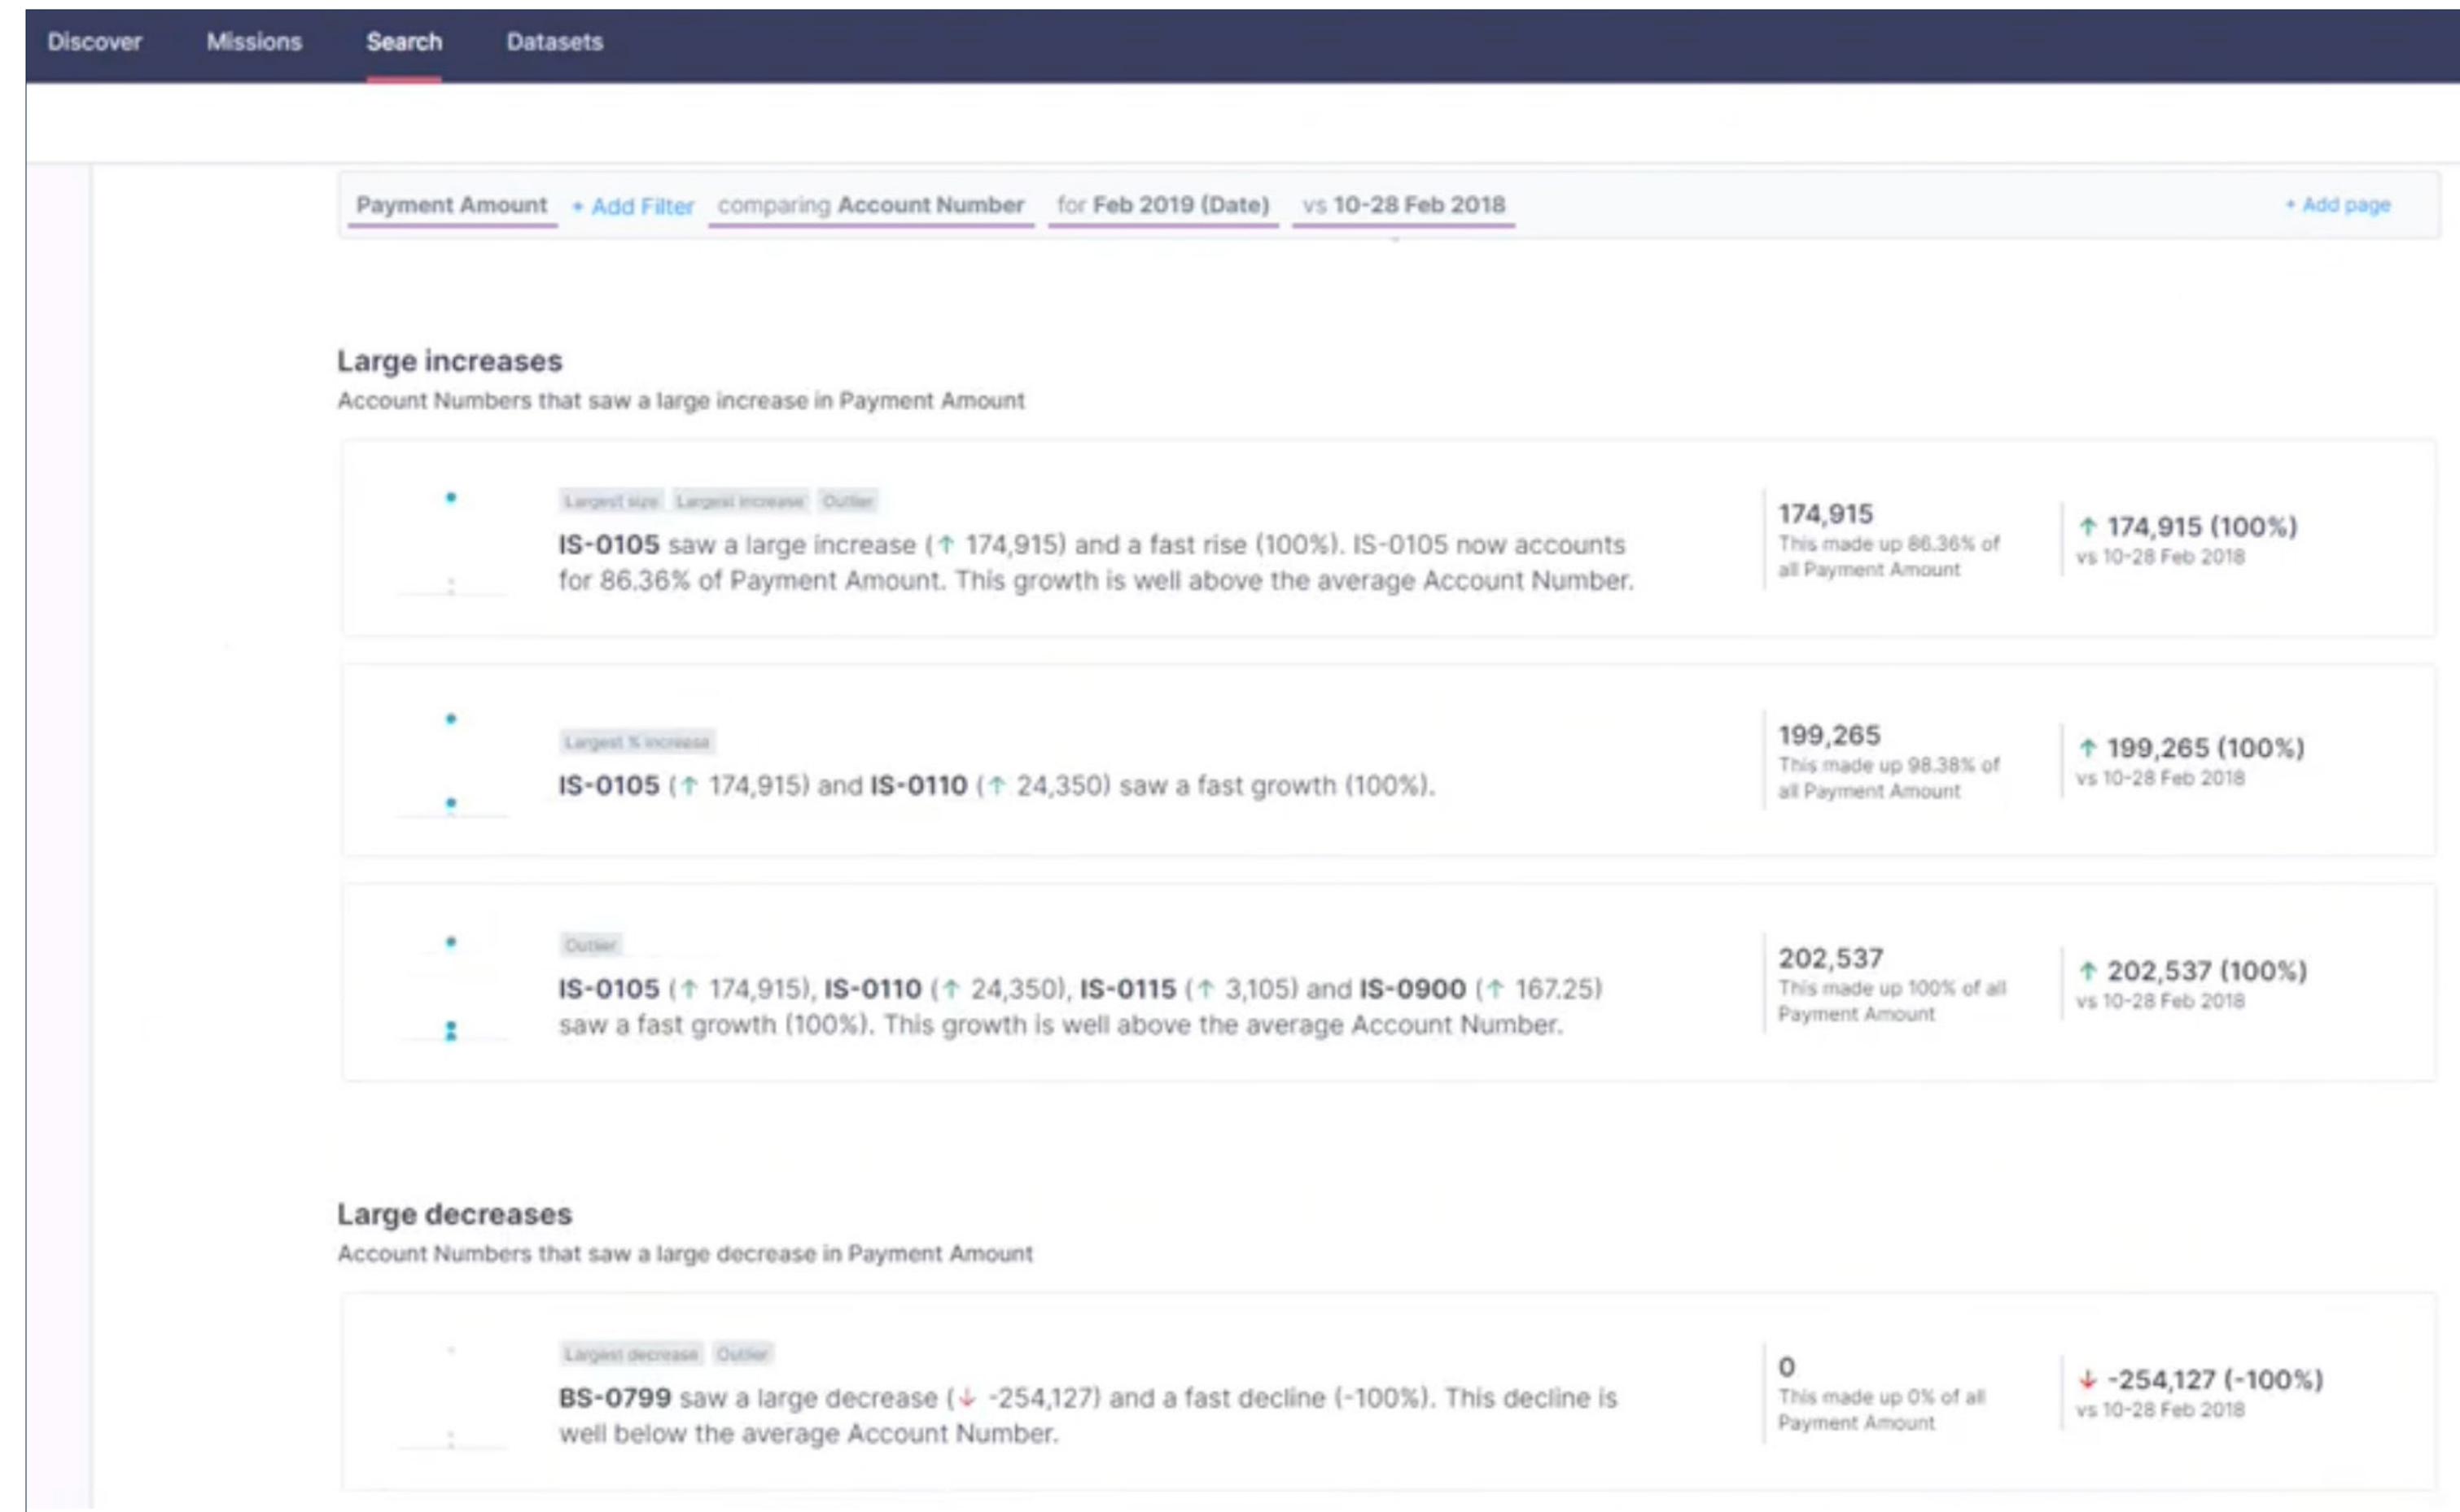 Discover Missions Search Datasets
Payment Amount + Add Filter comparing Account Number for Feb 2019 (Date) vs 10-28 Feb 2018 + Add page
Large increases
Account Numbers that saw a large increase in Payment Amount
Largest size Largest increase Outlier
IS-0105 saw a large increase (↑ 174,915) and a fast rise (100%). IS-0105 now accounts
for 86.36% of Payment Amount. This growth is well above the average Account Number.
174,915
This made up 86.36% of
all Payment Amount
↑ 174,915 (100%)
vs 10-28 Feb 2018
Largest % increase
IS-0105 (↑ 174,915) and IS-0110 (↑ 24,350) saw a fast growth (100%).
199,265
This made up 98.38% of
all Payment Amount
↑ 199,265 (100%)
vs 10-28 Feb 2018
Outlier
IS-0105 (↑ 174,915), IS-0110 (↑ 24,350), IS-0115 (↑ 3,105) and IS-0900 (↑ 167.25)
saw a fast growth (100%). This growth is well above the average Account Number.
202,537
This made up 100% of all
Payment Amount
↑ 202,537 (100%)
vs 10-28 Feb 2018
Large decreases
Account Numbers that saw a large decrease in Payment Amount
Largest decrease Outlier
BS-0799 saw a large decrease (↓ -254,127) and a fast decline (-100%). This decline is
well below the average Account Number.
0
This made up 0% of all
Payment Amount
↓ -254,127 (-100%)
vs 10-28 Feb 2018